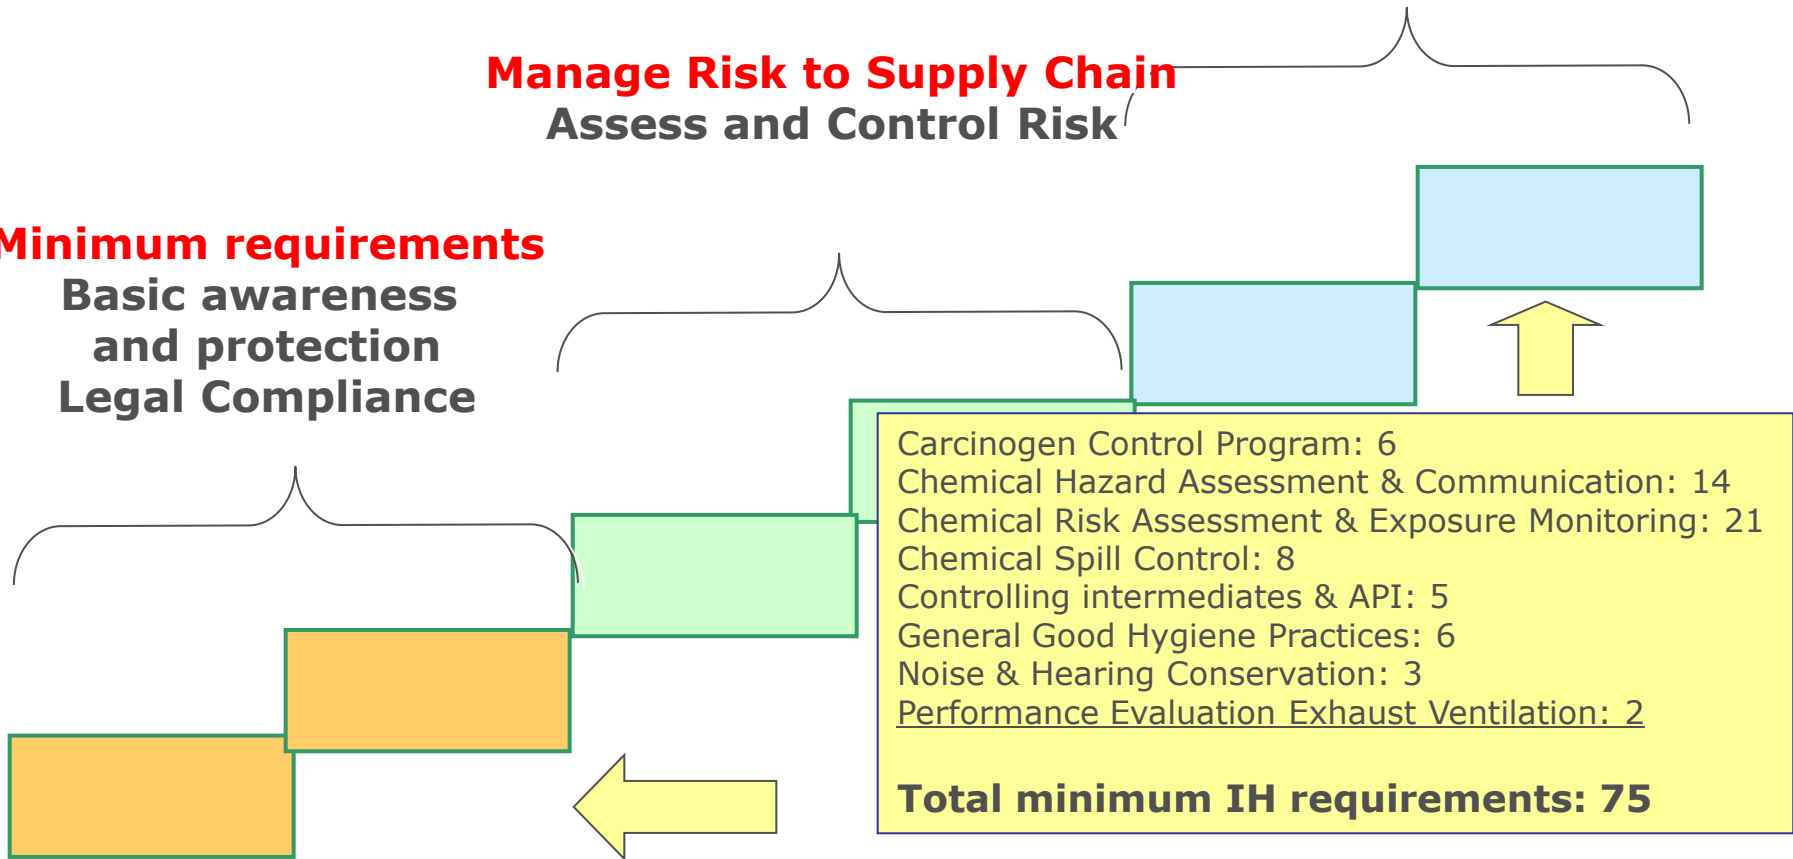 Manage Risk to Supply Chain
Assess and Control Risk
Minimum requirements
Basic awareness
and protection
Legal Compliance
Carcinogen Control Program: 6
Chemical Hazard Assessment & Communication: 14
Chemical Risk Assessment & Exposure Monitoring: 21
Chemical Spill Control: 8
Controlling intermediates & API: 5
General Good Hygiene Practices: 6
Noise & Hearing Conservation: 3
Performance Evaluation Exhaust Ventilation: 2
Total minimum IH requirements: 75